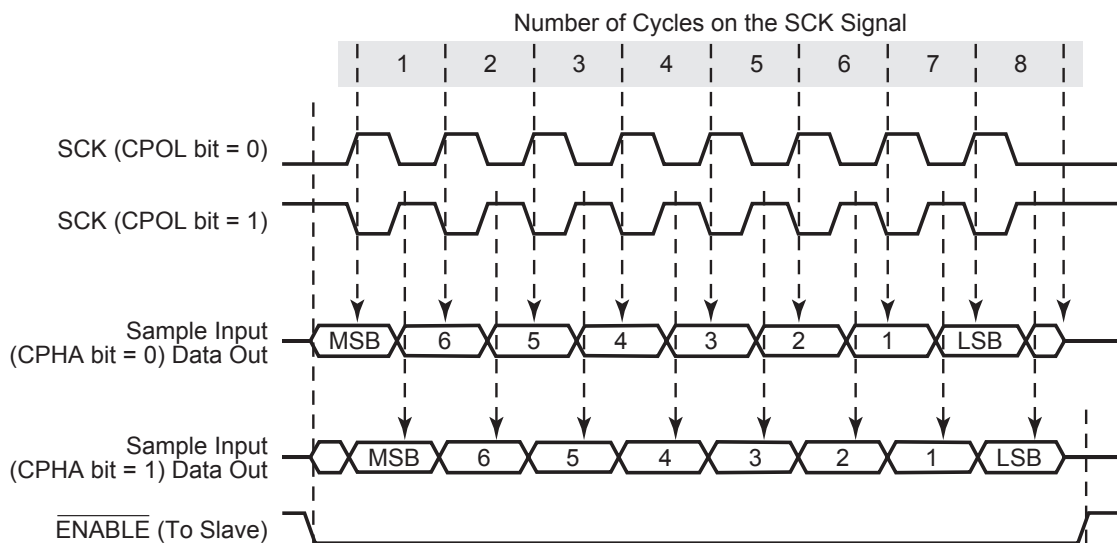 Number of Cycles on the SCK Signal
1 2 3 4 5 6 7 8
SCK (CPOL bit = 0)
SCK (CPOL bit = 1)
Sample Input
(CPHA bit = 0) Data Out
MSB 6 5 4 3 2 1 LSB
Sample Input
(CPHA bit = 1) Data Out
MSB 6 5 4 3 2 1 LSB
ENABLE (To Slave)